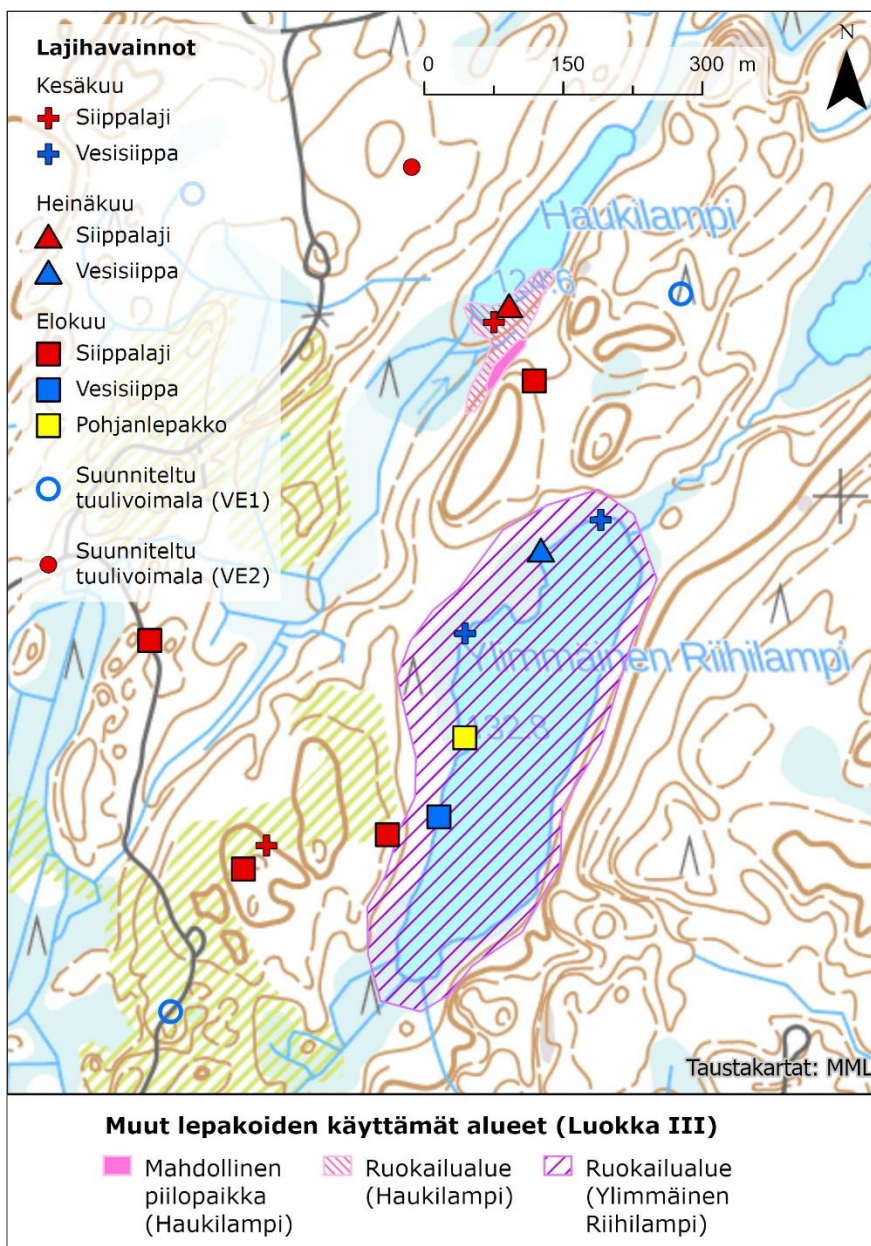 Lajihavainnot
Kesäkuu
Siippalaji
Vesisiippa
Heinäkuu
Siippalaji
Vesisiippa
Elokuu
Siippalaji
Vesisiippa
Pohjanlepakko
Suunniteltu
tuulivoimala (VE1)
Suunniteltu
tuulivoimala (VE2)
0 150 300 m
N
Haukilampi
Ylimmäinen Riihilampi
132.8
Taustakartat: MML
Muut lepakoiden käyttämät alueet (Luokka III)
Mahdollinen
piilopaikka
(Haukilampi)
Ruokailualue
(Haukilampi)
Ruokailualue
(Ylimmäinen
Riihilampi)